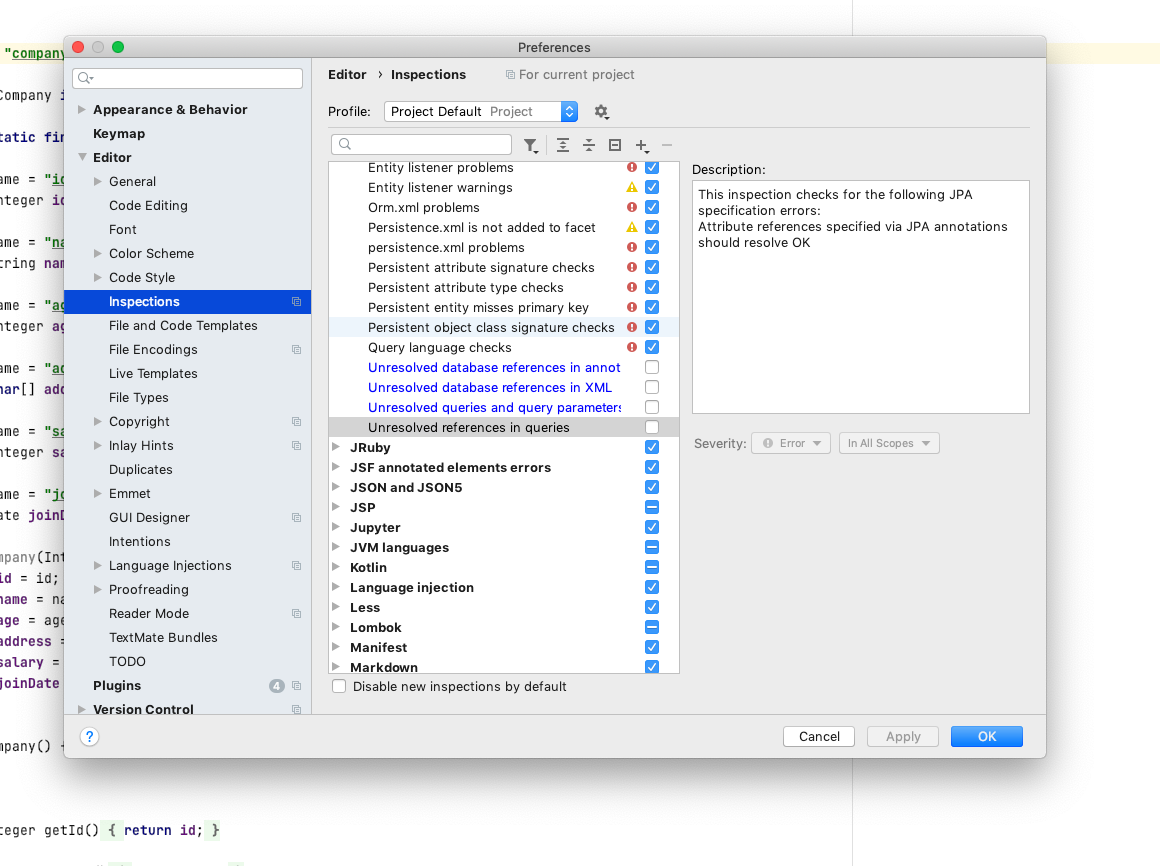 Preferences
Editor › Inspections For current project
Profile: Project Default Project
Appearance & Behavior
Keymap
Editor
General
Code Editing
Font
Color Scheme
Code Style
Inspections
File and Code Templates
File Encodings
Live Templates
File Types
Copyright
Inlay Hints
Duplicates
Emmet
GUI Designer
Intentions
Language Injections
Proofreading
Reader Mode
TextMate Bundles
TODO
Plugins 4
Version Control
Entity listener problems
Entity listener warnings
Orm.xml problems
Persistence.xml is not added to facet
persistence.xml problems
Persistent attribute signature checks
Persistent attribute type checks
Persistent entity misses primary key
Persistent object class signature checks
Query language checks
Unresolved database references in annot
Unresolved database references in XML
Unresolved queries and query parameters
Unresolved references in queries
JRuby
JSF annotated elements errors
JSON and JSON5
JSP
Jupyter
JVM languages
Kotlin
Language injection
Less
Lombok
Manifest
Markdown
Disable new inspections by default
Description:
This inspection checks for the following JPA
specification errors:
Attribute references specified via JPA annotations
should resolve OK
Severity: Error In All Scopes
? Cancel Apply OK
"company
Company i
tatic fin
ame = "id
nteger id
ame = "na
tring nam
ame = "ag
nteger ag
ame = "ad
har[] add
ame = "sa
nteger sa
ame = "jo
ate joinD
mpany(Int
id = id;
name = na
age = age
address =
salary =
joinDate
mpany() {
teger getId() { return id; }